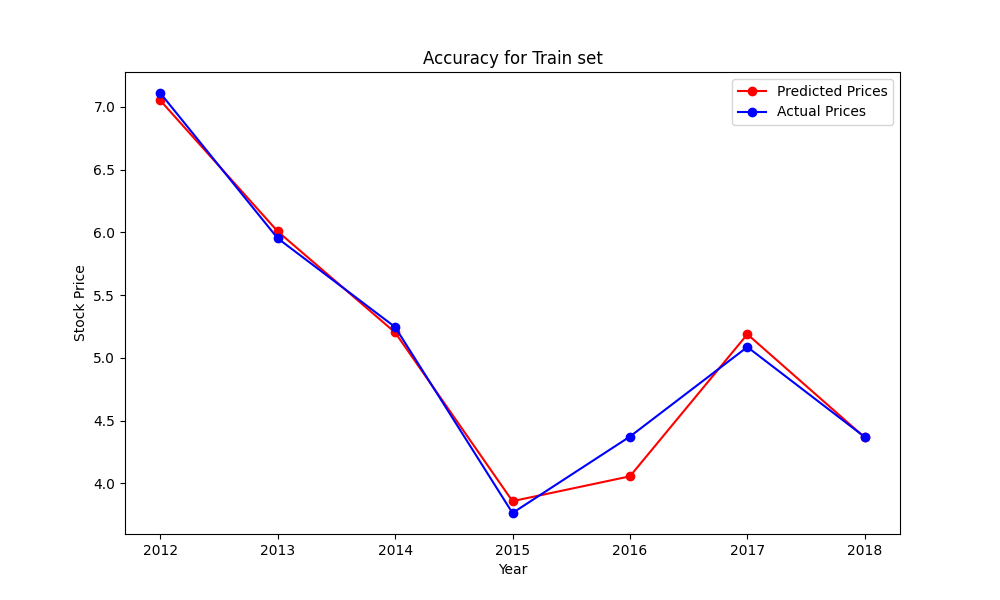 Accuracy for Train set
Predicted Prices
Actual Prices
7.0
6.5
6.0
5.5
5.0
4.5
4.0
Stock Price
2012 2013 2014 2015 2016 2017 2018
Year